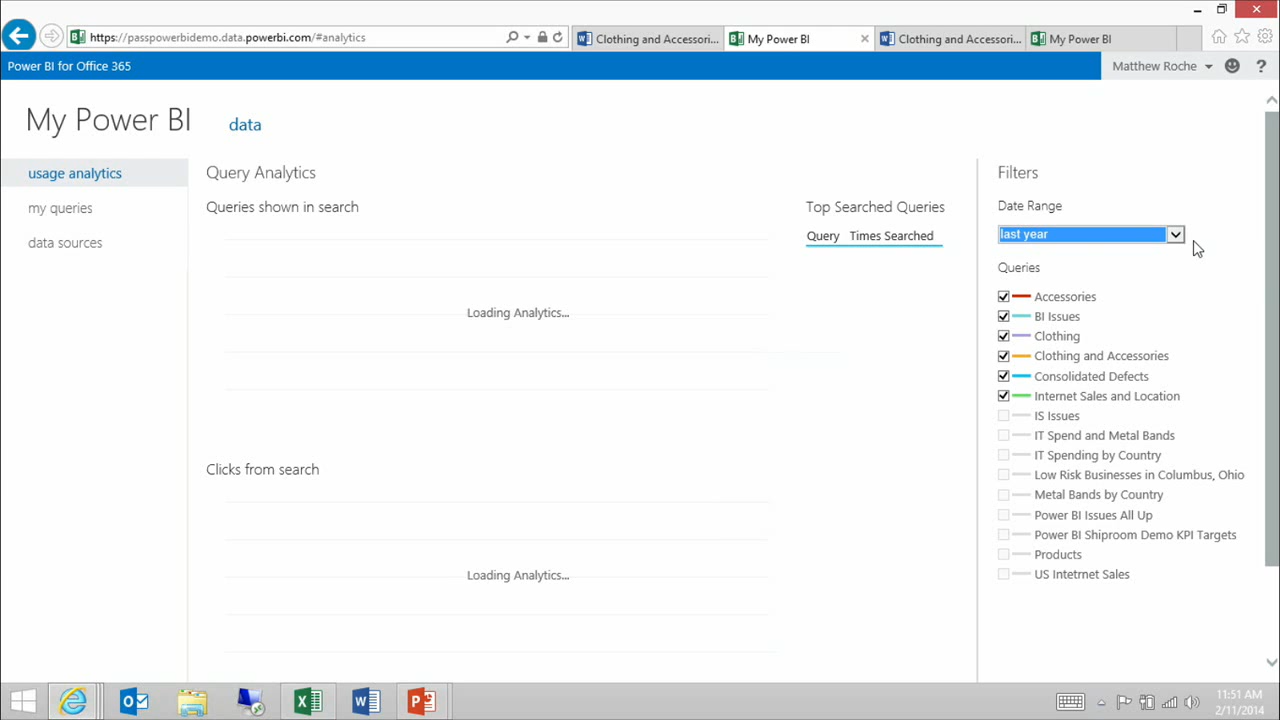 https://passpowerbidemo.data.powerbi.com/#analytics
Clothing and Accessori...
My Power BI
Clothing and Accessori...
My Power BI
Power BI for Office 365
Matthew Roche
?
My Power BI
data
usage analytics
my queries
data sources
Query Analytics
Queries shown in search
Loading Analytics...
Clicks from search
Loading Analytics...
Top Searched Queries
Query Times Searched
Filters
Date Range
last year
Queries
Accessories
BI Issues
Clothing
Clothing and Accessories
Consolidated Defects
Internet Sales and Location
IS Issues
IT Spend and Metal Bands
IT Spending by Country
Low Risk Businesses in Columbus, Ohio
Metal Bands by Country
Power BI Issues All Up
Power BI Shiproom Demo KPI Targets
Products
US Intetrnet Sales
11:51 AM
2/11/2014